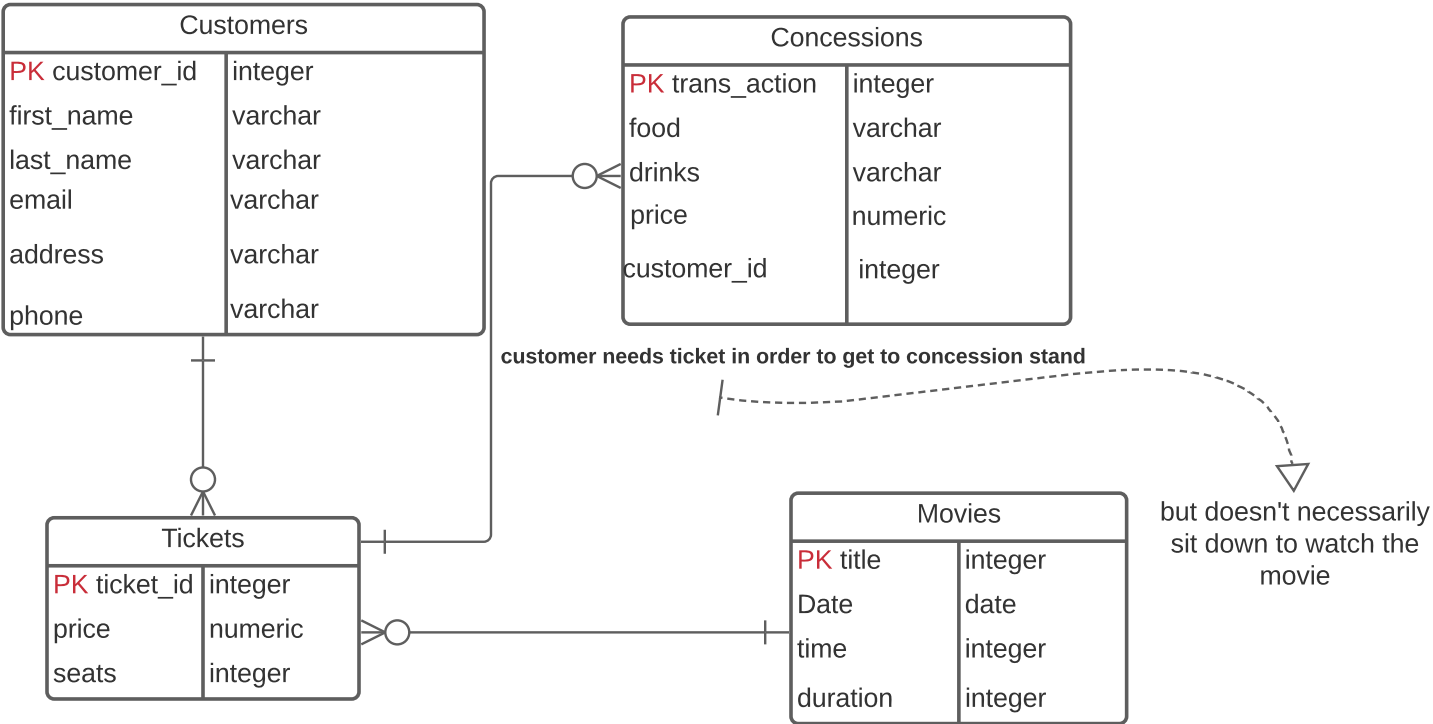 Customers
PK customer_id integer
first_name varchar
last_name varchar
email varchar
address varchar
phone varchar
Concessions
PK trans_action integer
food varchar
drinks varchar
price numeric
customer_id integer
customer needs ticket in order to get to concession stand
but doesn't necessarily
sit down to watch the
movie
Tickets
PK ticket_id integer
price numeric
seats integer
Movies
PK title integer
Date date
time integer
duration integer